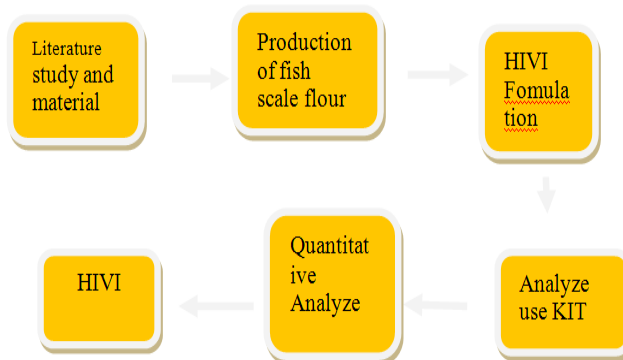 Literature
study and
material
Production
of fish
scale flour
HIVI
Fomula
tion
Analyze
use KIT
Quantitat
ive
Analyze
HIVI